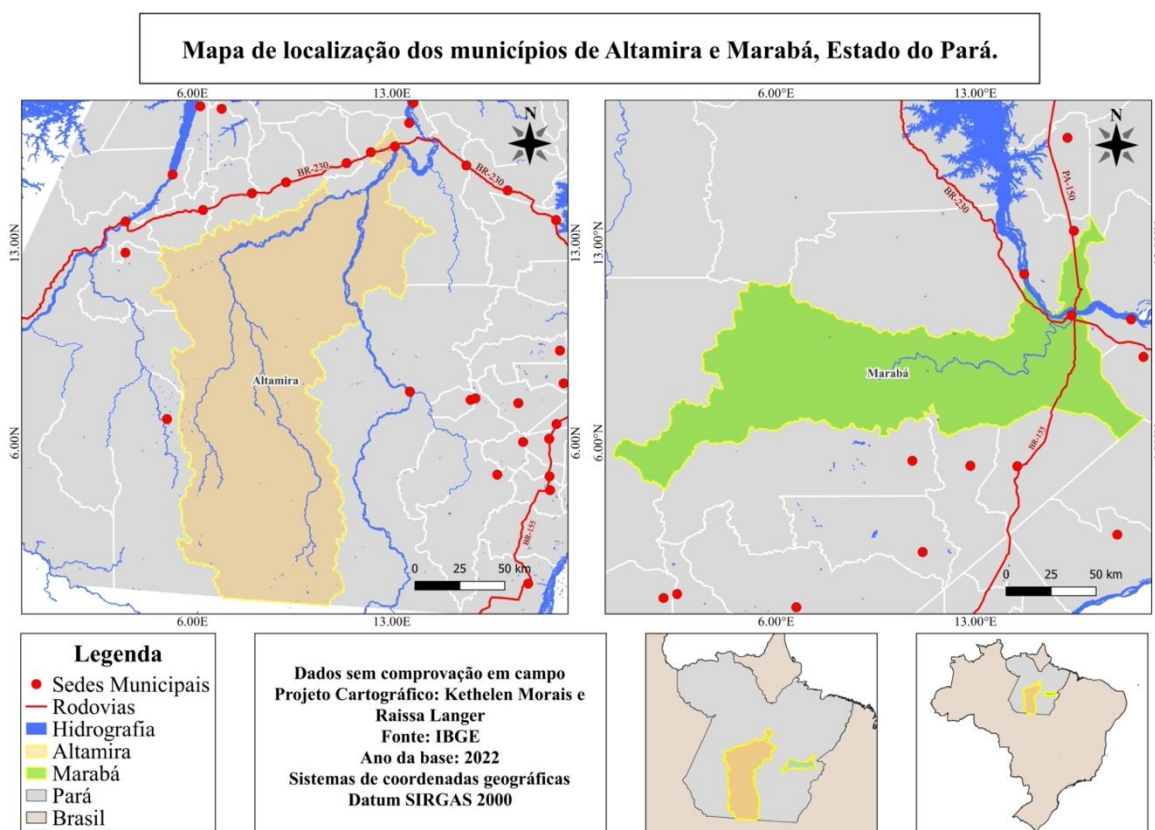 Mapa de localização dos municípios de Altamira e Marabá, Estado do Pará.
6.00E
13.00E
N
BR-230
BR-230
13.00N
13.00N
Altamira
6.00N
6.00N
BR-155
0 25 50 km
6.00E
13.00E
6.00°E
13.00°E
N
PA-150
BR-230
13.00°N
Marabá
6.00°N
BR-155
0 25 50 km
6.00°E
13.00°E
Legenda
Sedes Municipais
Rodovias
Hidrografia
Altamira
Marabá
Pará
Brasil
Dados sem comprovação em campo
Projeto Cartográfico: Kethelen Morais e
Raissa Langer
Fonte: IBGE
Ano da base: 2022
Sistemas de coordenadas geográficas
Datum SIRGAS 2000